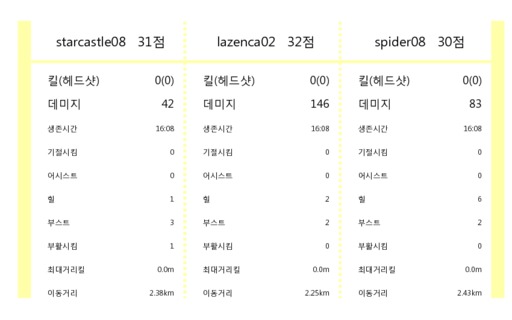 starcastle08 31점 lazenca02 32점 spider08 30점
킬(헤드샷) 0(0) 킬(헤드샷) 0(0) 킬(헤드샷) 0(0)
데미지 42 데미지 146 데미지 83
생존시간 16:08 생존시간 16:08 생존시간 16:08
기절시킴 0 기절시킴 0 기절시킴 0
어시스트 0 어시스트 0 어시스트 0
힐 1 힐 2 힐 6
부스트 3 부스트 2 부스트 2
부활시킴 1 부활시킴 0 부활시킴 0
최대거리킬 0.0m 최대거리킬 0.0m 최대거리킬 0.0m
이동거리 2.38km 이동거리 2.25km 이동거리 2.43km